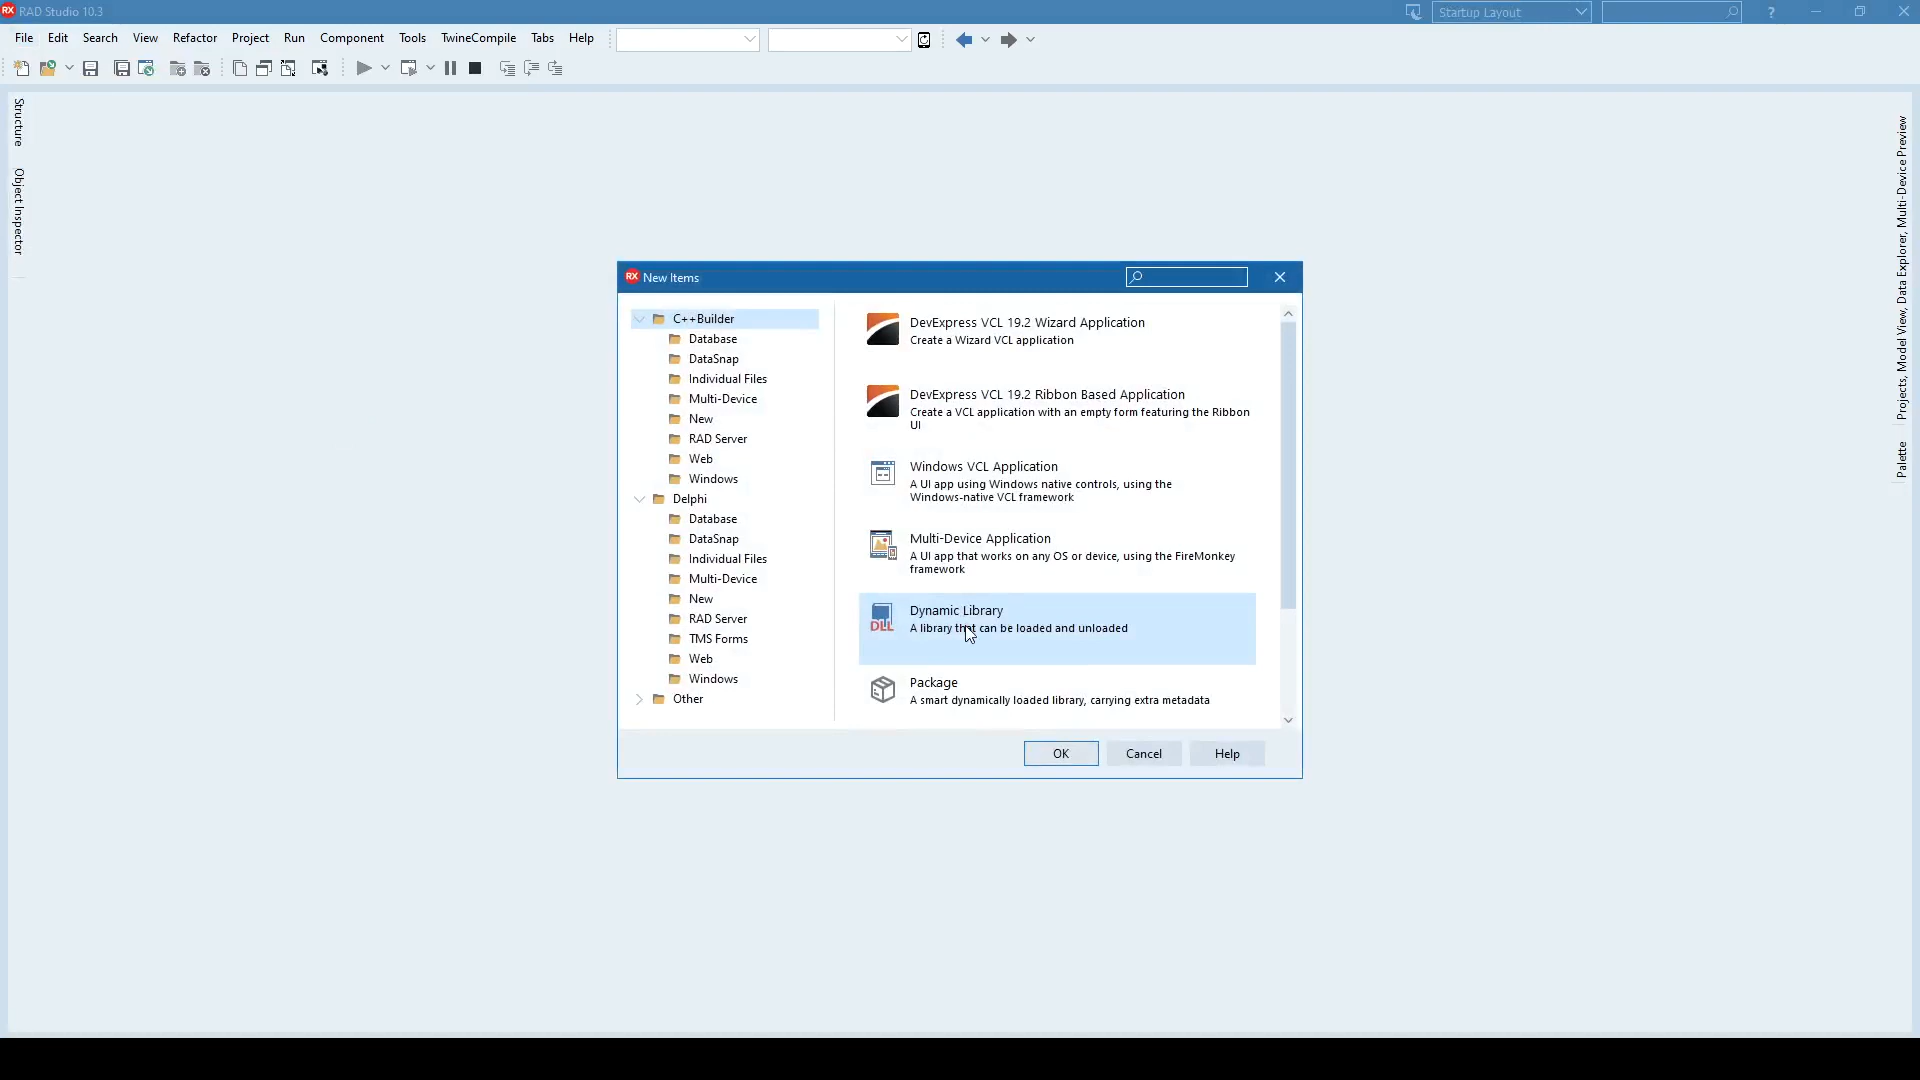 RX RAD Studio 10.3
Startup Layout
?
File Edit Search View Refactor Project Run Component Tools TwineCompile Tabs Help
Structure
Object Inspector
Projects, Model View, Data Explorer, Multi-Device Preview
Palette
RX New Items
C++Builder
Database
DataSnap
Individual Files
Multi-Device
New
RAD Server
Web
Windows
Delphi
Database
DataSnap
Individual Files
Multi-Device
New
RAD Server
TMS Forms
Web
Windows
Other
DevExpress VCL 19.2 Wizard Application
Create a Wizard VCL application
DevExpress VCL 19.2 Ribbon Based Application
Create a VCL application with an empty form featuring the Ribbon
UI
Windows VCL Application
A UI app using Windows native controls, using the
Windows-native VCL framework
Multi-Device Application
A UI app that works on any OS or device, using the FireMonkey
framework
DLL
Dynamic Library
A library that can be loaded and unloaded
Package
A smart dynamically loaded library, carrying extra metadata
OK Cancel Help